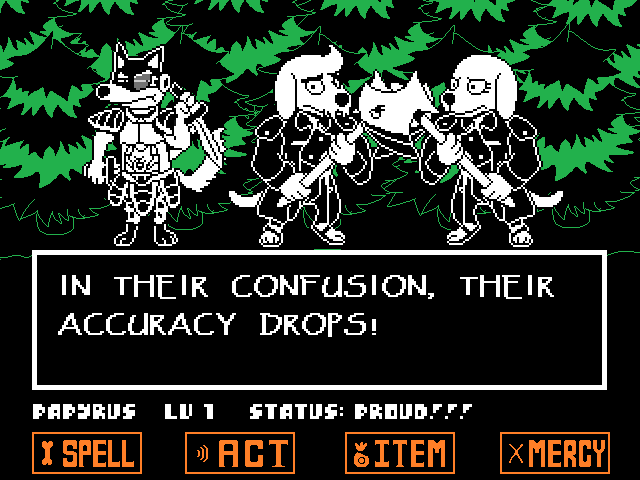 IN THEIR CONFUSION, THEIR
ACCURACY DROPS!
PAPYRUS LV 1 STATUS: PROUD!!!
SPELL ACT ITEM MERCY